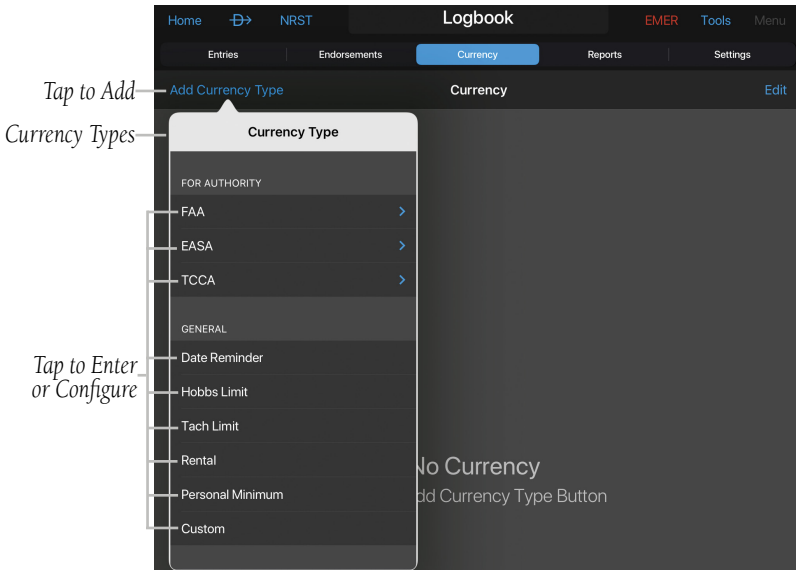 Home NRST Logbook EMER Tools Menu
Entries Endorsements Currency Reports Settings
Tap to Add
Add Currency Type Currency Edit
Currency Types
Currency Type
FOR AUTHORITY
FAA
EASA
TCCA
GENERAL
Tap to Enter
or Configure
Date Reminder
Hobbs Limit
Tach Limit
Rental
Personal Minimum
Custom
No Currency
dd Currency Type Button